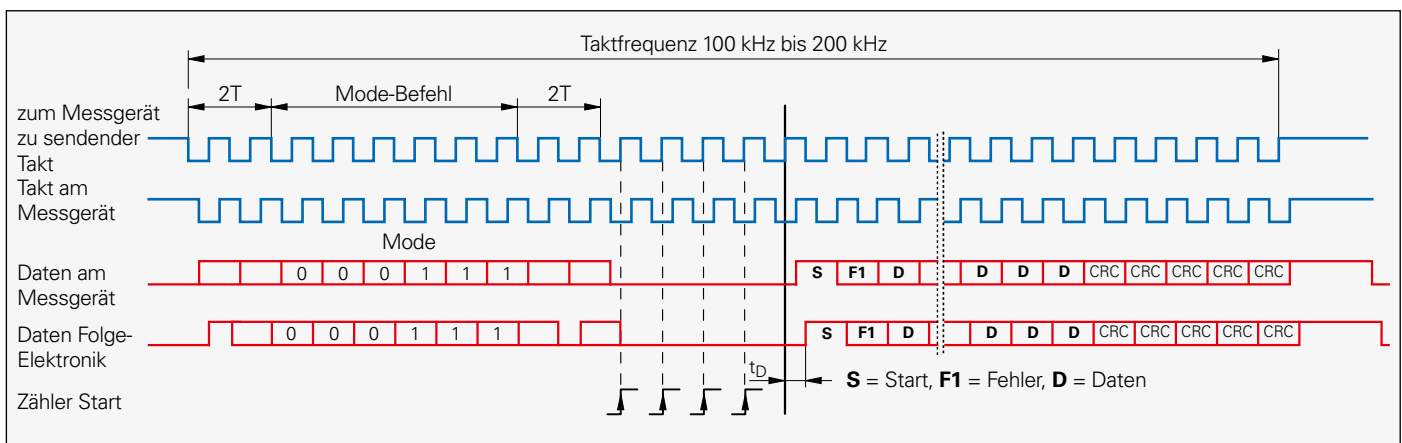 Taktfrequenz 100 kHz bis 200 kHz
2T
Mode-Befehl
2T
zum Messgerät
zu sendender
Takt
Takt am
Messgerät
Mode
Daten am
Messgerät
0 0 0 1 1 1
S F1 D D D D CRC CRC CRC CRC CRC
Daten Folge-
Elektronik
0 0 0 1 1 1
S F1 D D D D CRC CRC CRC CRC CRC
tD
S = Start, F1 = Fehler, D = Daten
Zähler Start